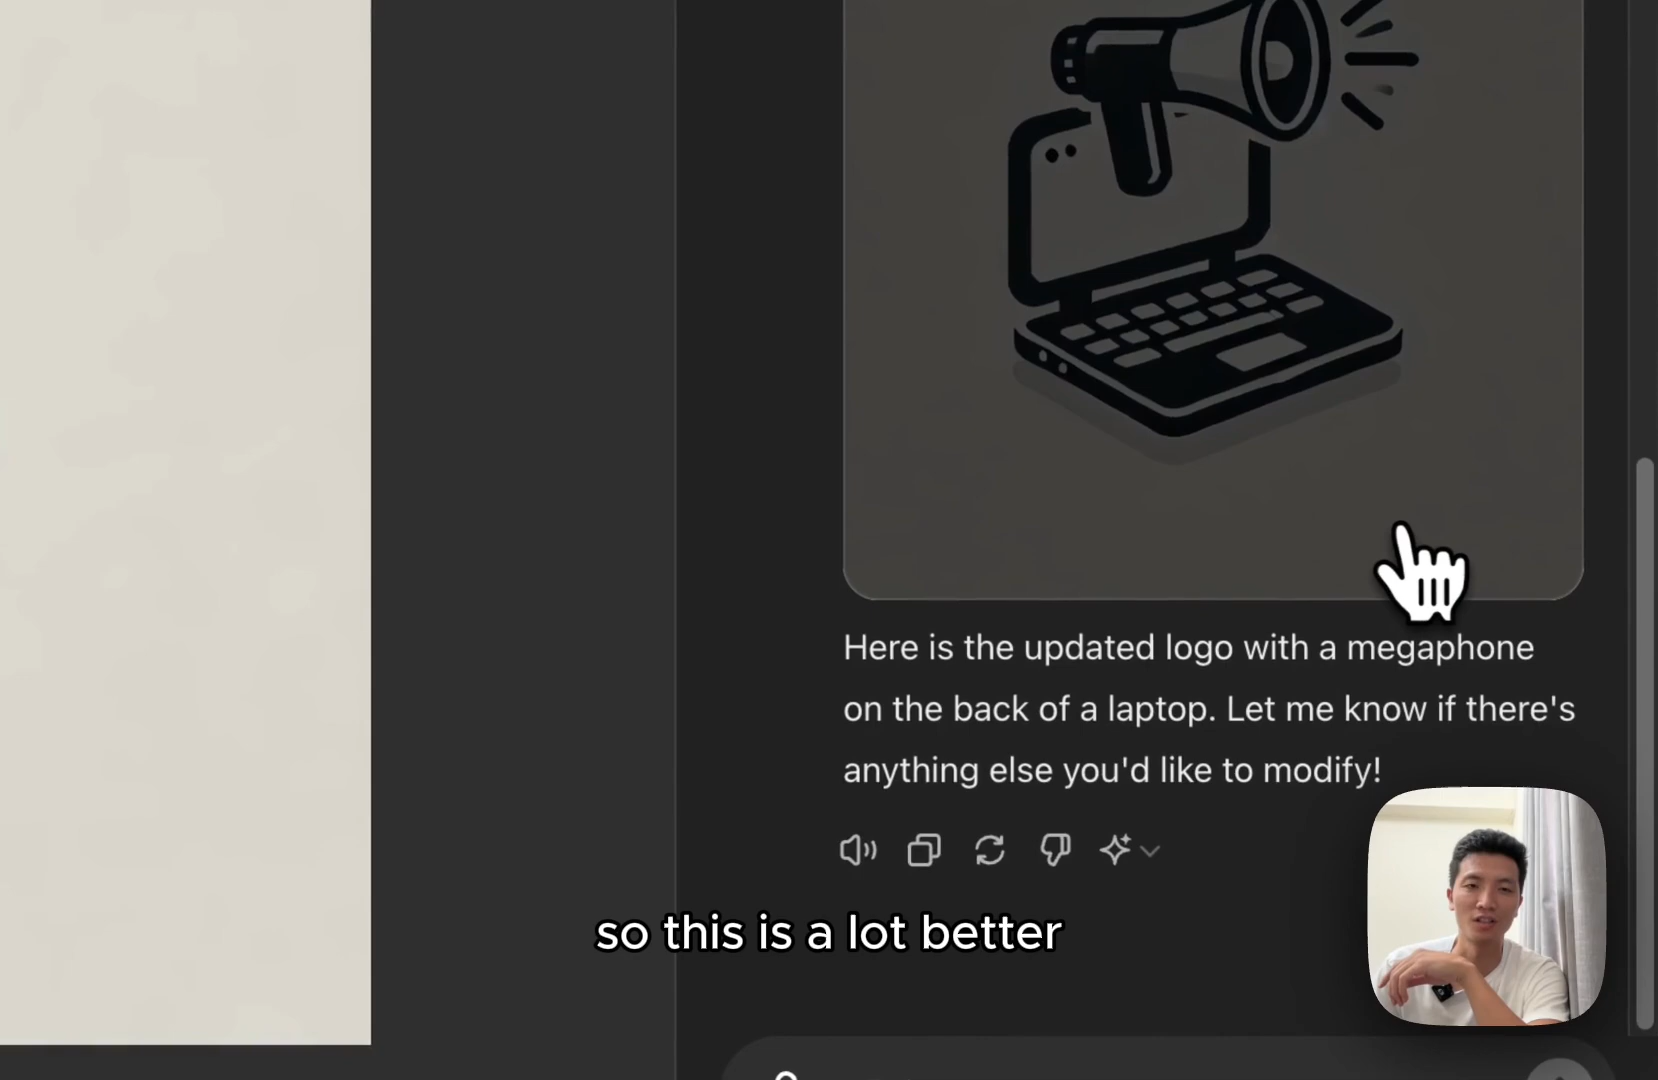 Here is the updated logo with a megaphone
on the back of a laptop. Let me know if there's
anything else you'd like to modify!
so this is a lot better